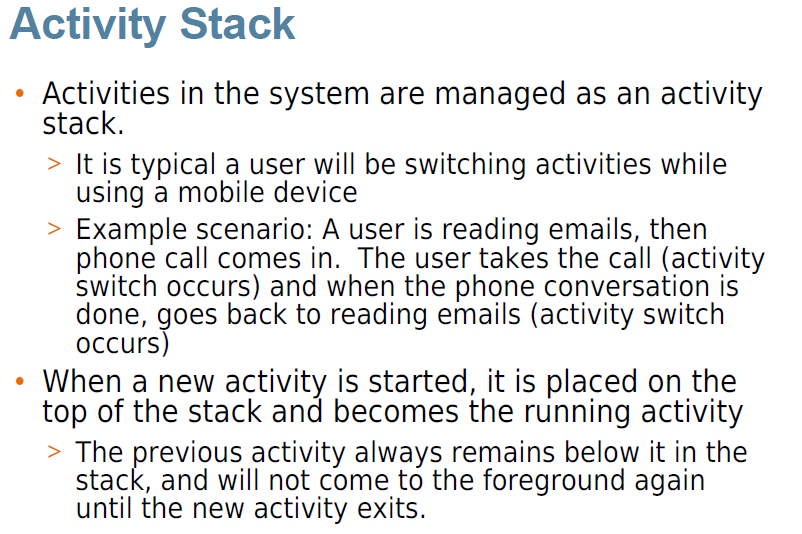 Activity Stack
• Activities in the system are managed as an activity
stack.
> It is typical a user will be switching activities while
using a mobile device
> Example scenario: A user is reading emails, then
phone call comes in.  The user takes the call (activity
switch occurs) and when the phone conversation is
done, goes back to reading emails (activity switch
occurs)
• When a new activity is started, it is placed on the
top of the stack and becomes the running activity
> The previous activity always remains below it in the
stack, and will not come to the foreground again
until the new activity exits.